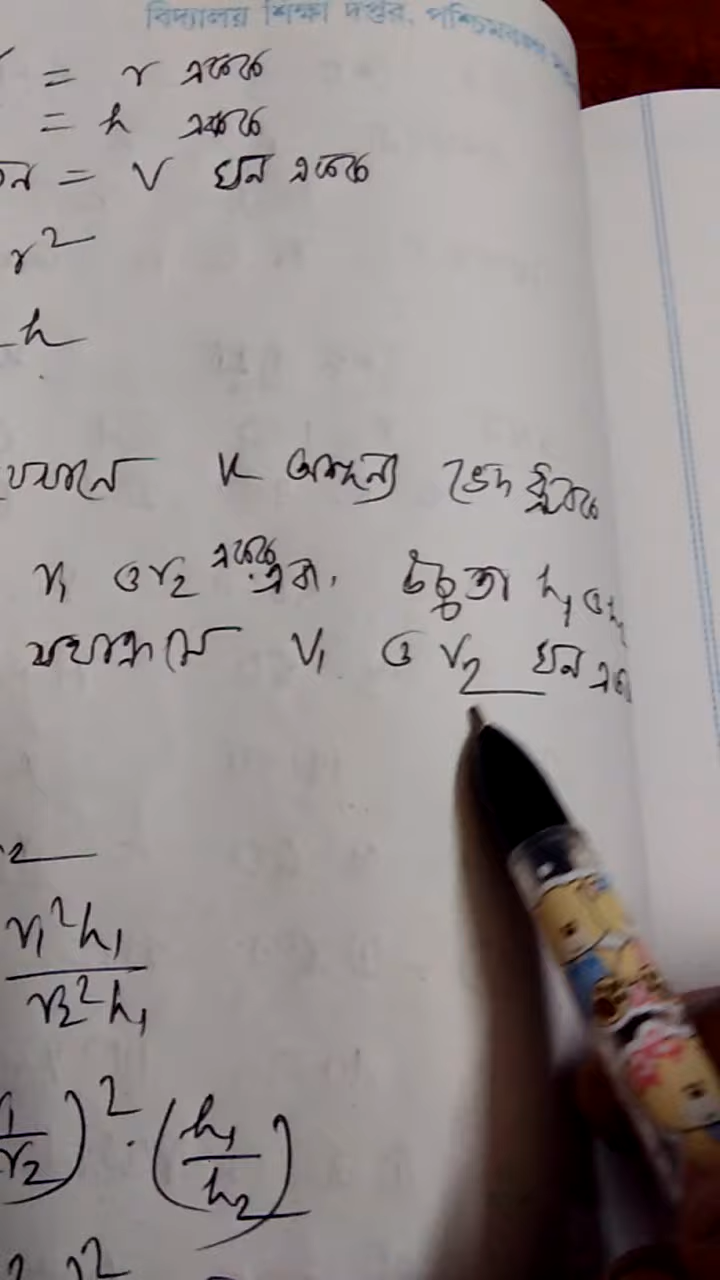 বিদ্যালয় শিক্ষা দপ্তর, পশ্চিমবঙ্গ
= r একক
= h একক
= V ঘন একক
r²
h
যেখানে K অশূন্য ভেদ ধ্রুবক
r₁ ও r₂ একক এবং উচ্চতা h₁ ও h₂
যথাক্রমে V₁ ও V₂ ঘন একক
2
r₁²h₁
r₂²h₁
r₂)² · (h₁/h₂)